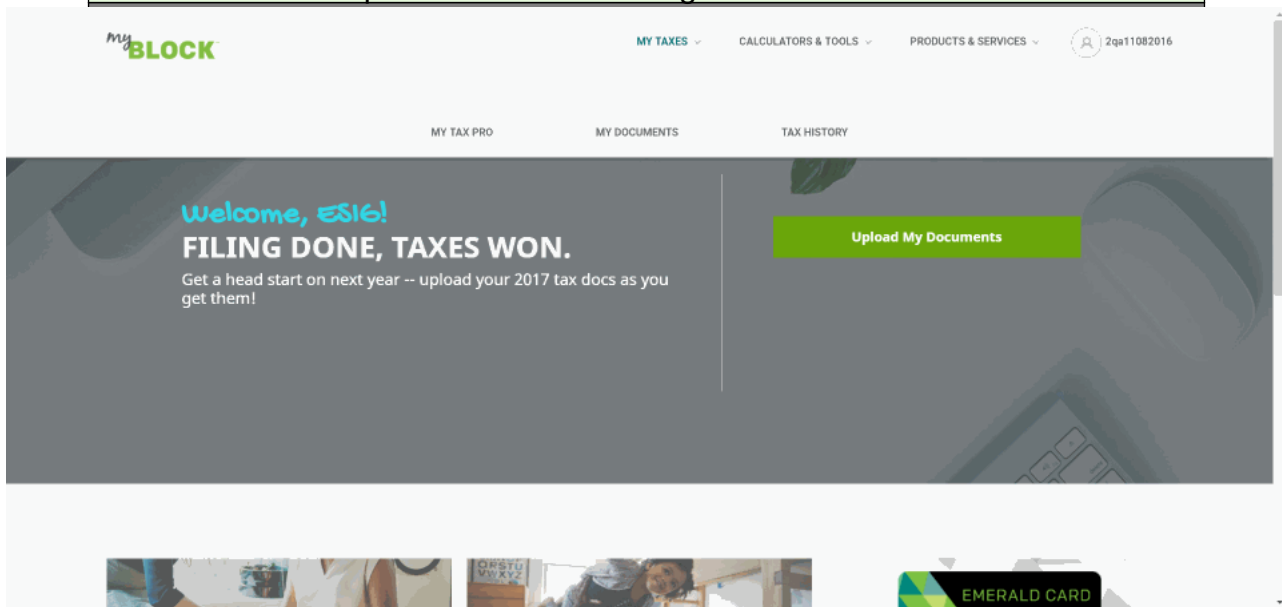 my BLOCK
MY TAXES
CALCULATORS & TOOLS
PRODUCTS & SERVICES
2qa11082016
MY TAX PRO
MY DOCUMENTS
TAX HISTORY
Welcome, ES16!
FILING DONE, TAXES WON.
Get a head start on next year -- upload your 2017 tax docs as you
get them!
Upload My Documents
ORSTU
VWXYZ
EMERALD CARD